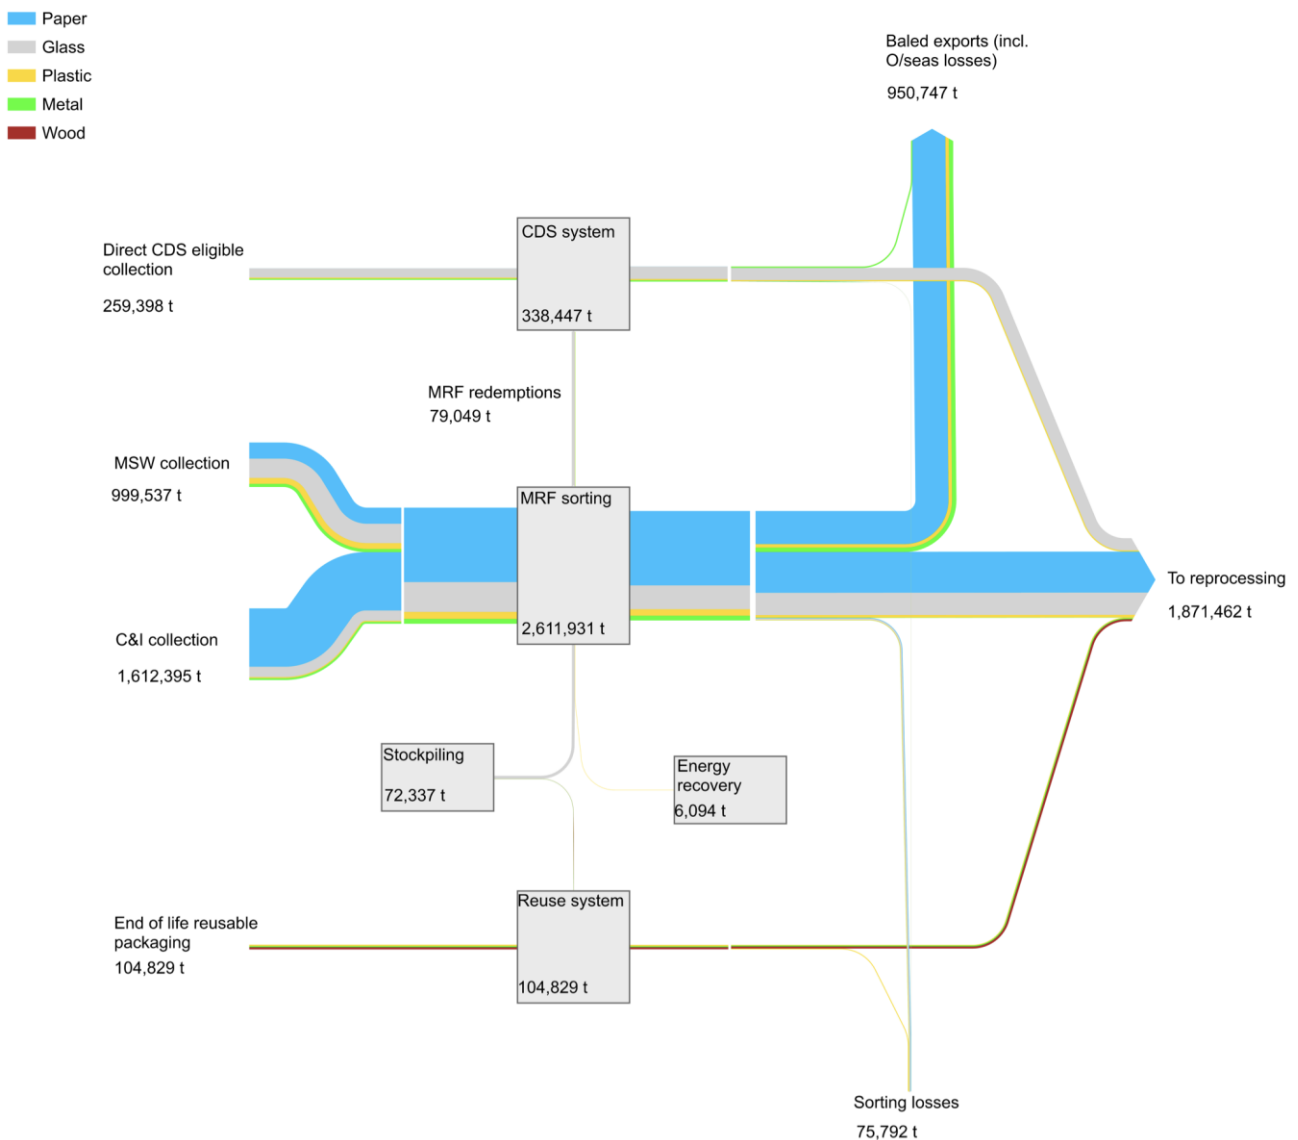 Paper
Glass
Plastic
Metal
Wood
Baled exports (incl.
O/seas losses)
950,747 t
Direct CDS eligible
collection
259,398 t
CDS system
338,447 t
MRF redemptions
79,049 t
MSW collection
999,537 t
MRF sorting
2,611,931 t
C&I collection
1,612,395 t
To reprocessing
1,871,462 t
Stockpiling
72,337 t
Energy
recovery
6,094 t
End of life reusable
packaging
104,829 t
Reuse system
104,829 t
Sorting losses
75,792 t